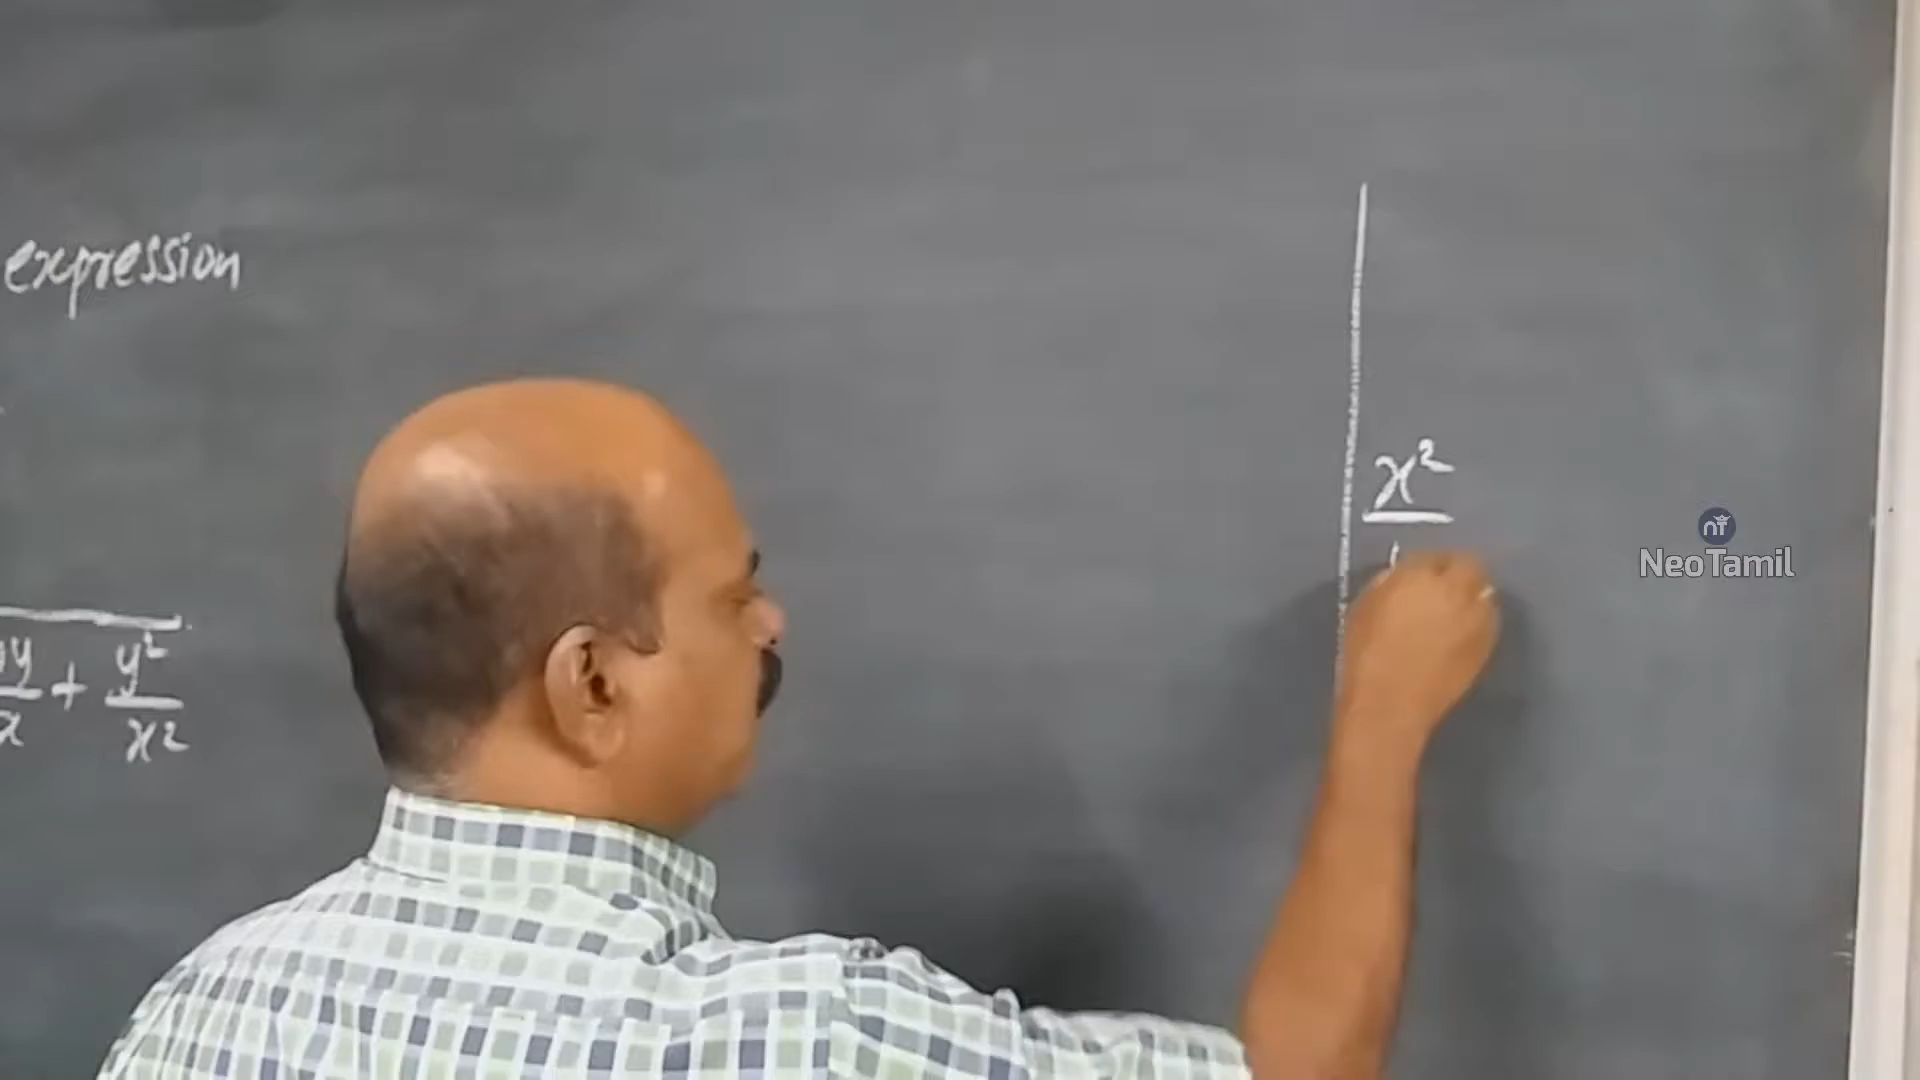 expression
x²
y/x + y²/x²
NeoTamil